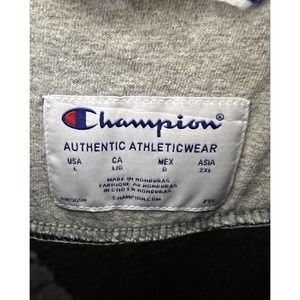 Champion®
AUTHENTIC ATHLETICWEAR
USA CA MEX ASIA
L L/G G 2XL
MADE IN HONDURAS
FABRIQUÉ AU HONDURAS
HECHO EN HONDURAS
CHAMPION.COM